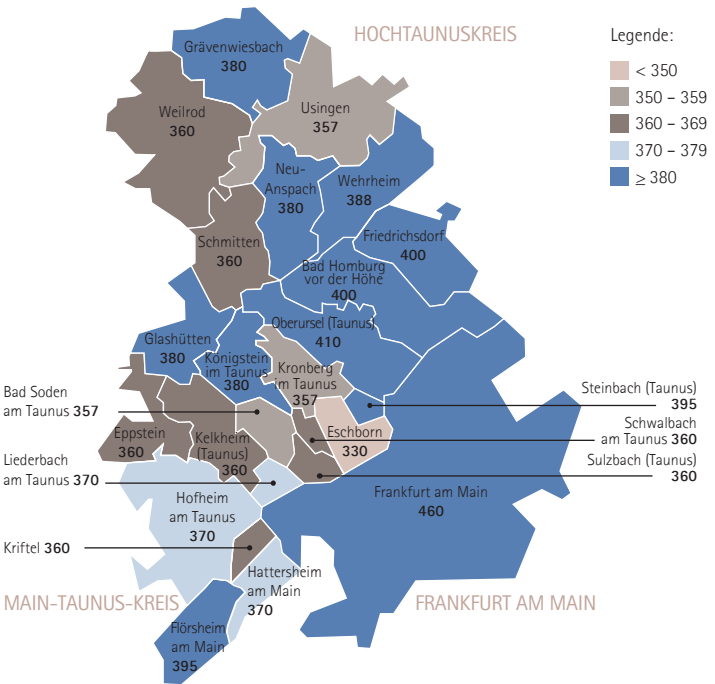 HOCHTAUNUSKREIS
Legende:
< 350
350 – 359
360 – 369
370 – 379
≥ 380
Grävenwiesbach
380
Weilrod
360
Usingen
357
Neu-
Anspach
380
Wehrheim
388
Schmitten
360
Friedrichsdorf
400
Bad Homburg
vor der Höhe
400
Oberursel (Taunus)
410
Glashütten
380
Königstein
im Taunus
380
Kronberg
im Taunus
357
Bad Soden
am Taunus 357
Steinbach (Taunus)
395
Eppstein
360
Kelkheim
(Taunus)
360
Eschborn
330
Schwalbach
am Taunus 360
Liederbach
am Taunus 370
Sulzbach (Taunus)
360
Hofheim
am Taunus
370
Frankfurt am Main
460
Kriftel 360
Hattersheim
am Main
370
MAIN-TAUNUS-KREIS
FRANKFURT AM MAIN
Flörsheim
am Main
395